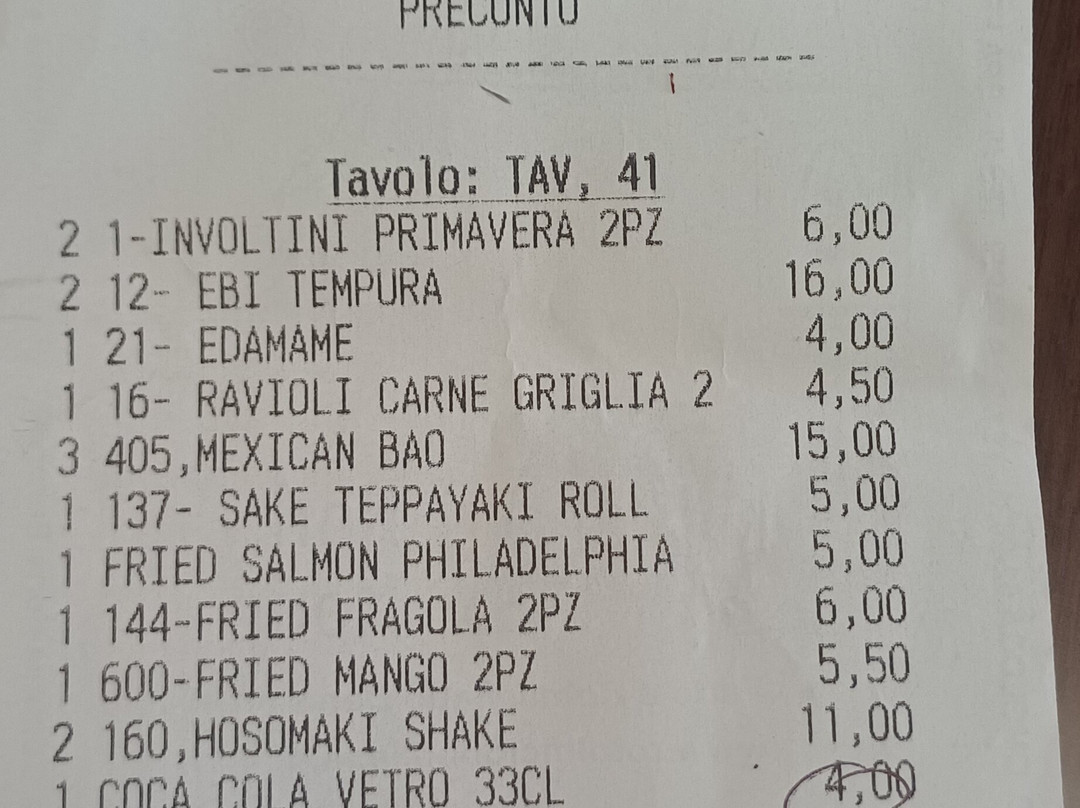 PRECONTO
Tavolo: TAV, 41
2 1-INVOLTINI PRIMAVERA 2PZ 6,00
2 12- EBI TEMPURA 16,00
1 21- EDAMAME 4,00
1 16- RAVIOLI CARNE GRIGLIA 2 4,50
3 405,MEXICAN BAO 15,00
1 137- SAKE TEPPAYAKI ROLL 5,00
1 FRIED SALMON PHILADELPHIA 5,00
1 144-FRIED FRAGOLA 2PZ 6,00
1 600-FRIED MANGO 2PZ 5,50
2 160,HOSOMAKI SHAKE 11,00
1 COCA COLA VETRO 33CL 4,00